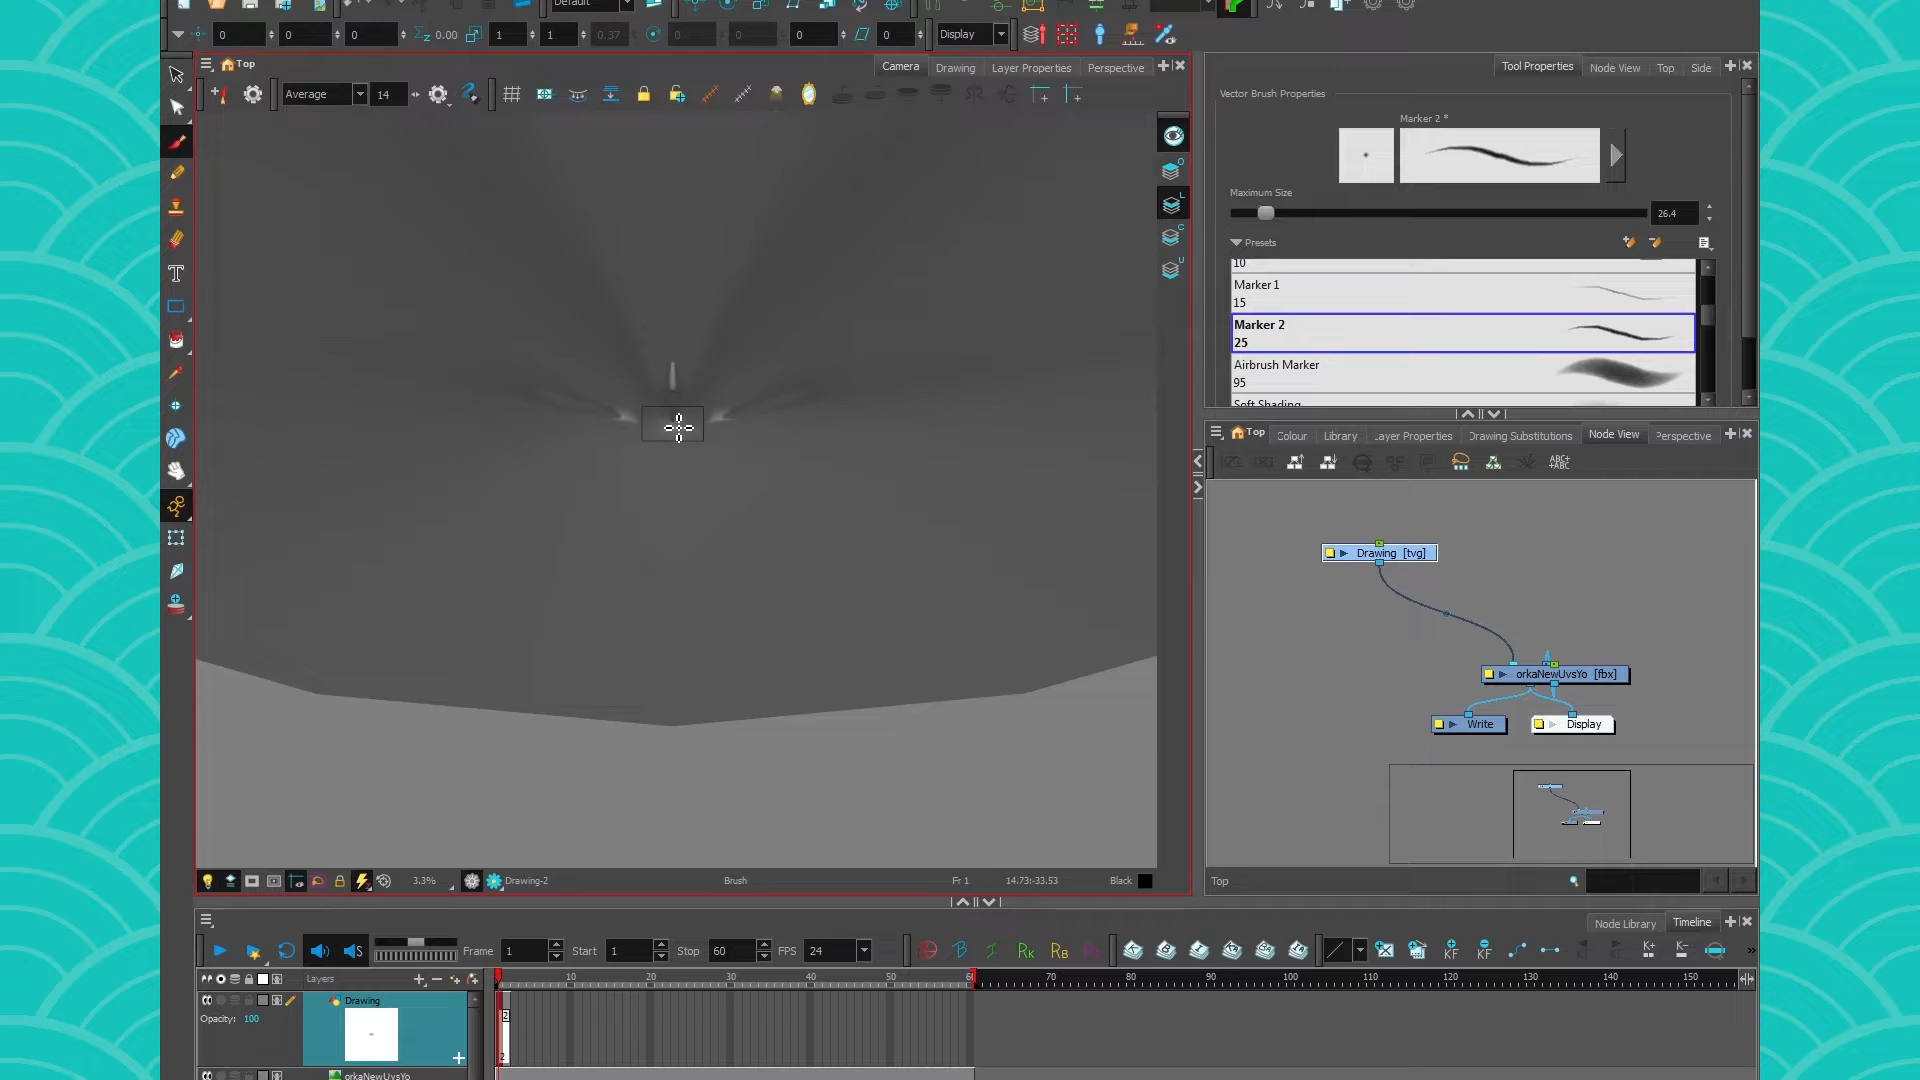 Default
0 0 0 0.00 1 1 0.37 0 0 0 0 Display
Top Camera Drawing Layer Properties Perspective
Average 14
O
L
C
U
T
Tool Properties Node View Top Side
Vector Brush Properties
Marker 2 *
Maximum Size
26.4
Presets
10
Marker 1
15
Marker 2
25
Airbrush Marker
95
Soft Shading
Top Colour Library Layer Properties Drawing Substitutions Node View Perspective
ABC+
+ABC
Drawing [tvg]
orkaNewUvsYo [fbx]
Write Display
Top
3.3% Drawing-2 Brush Fr 1 14.73:-33.53 Black
Node Library Timeline
Frame 1 Start 1 Stop 60 FPS 24
Layers
10 20 30 40 50 60 70 80 90 100 110 120 130 140 150
Drawing
Opacity: 100
2
2
orkaNewUvsYo